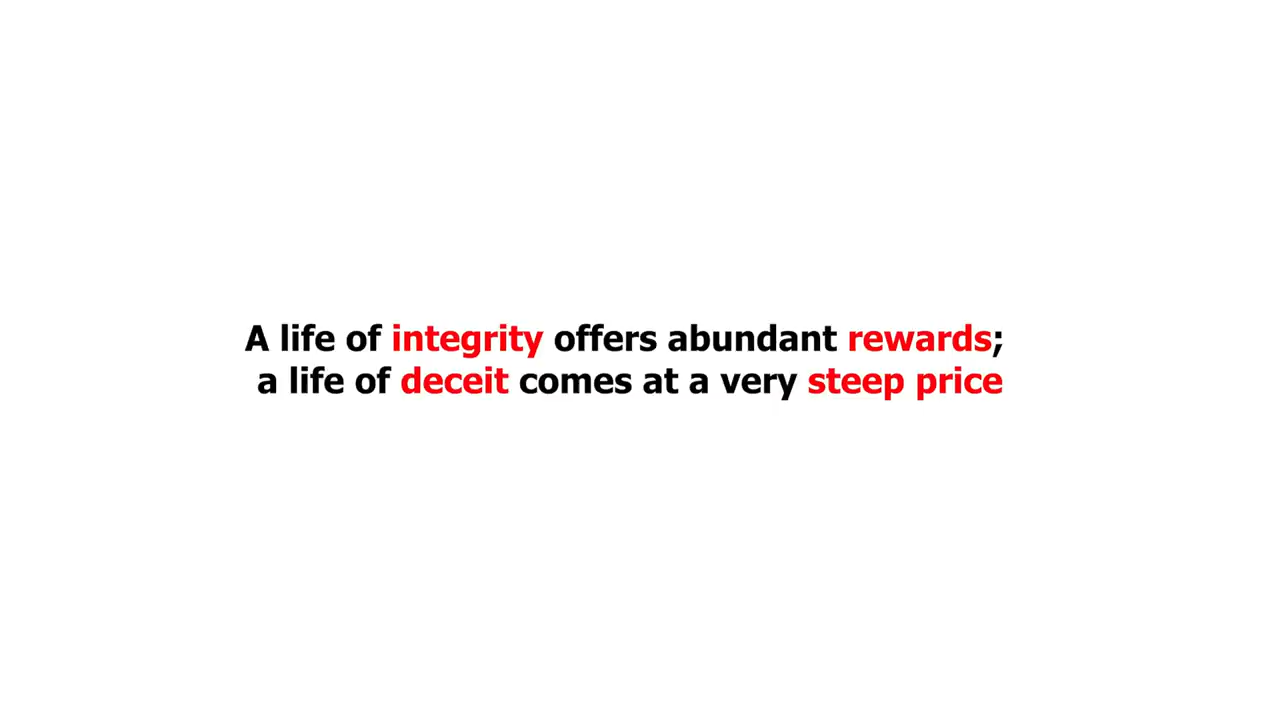 A life of integrity offers abundant rewards;
a life of deceit comes at a very steep price